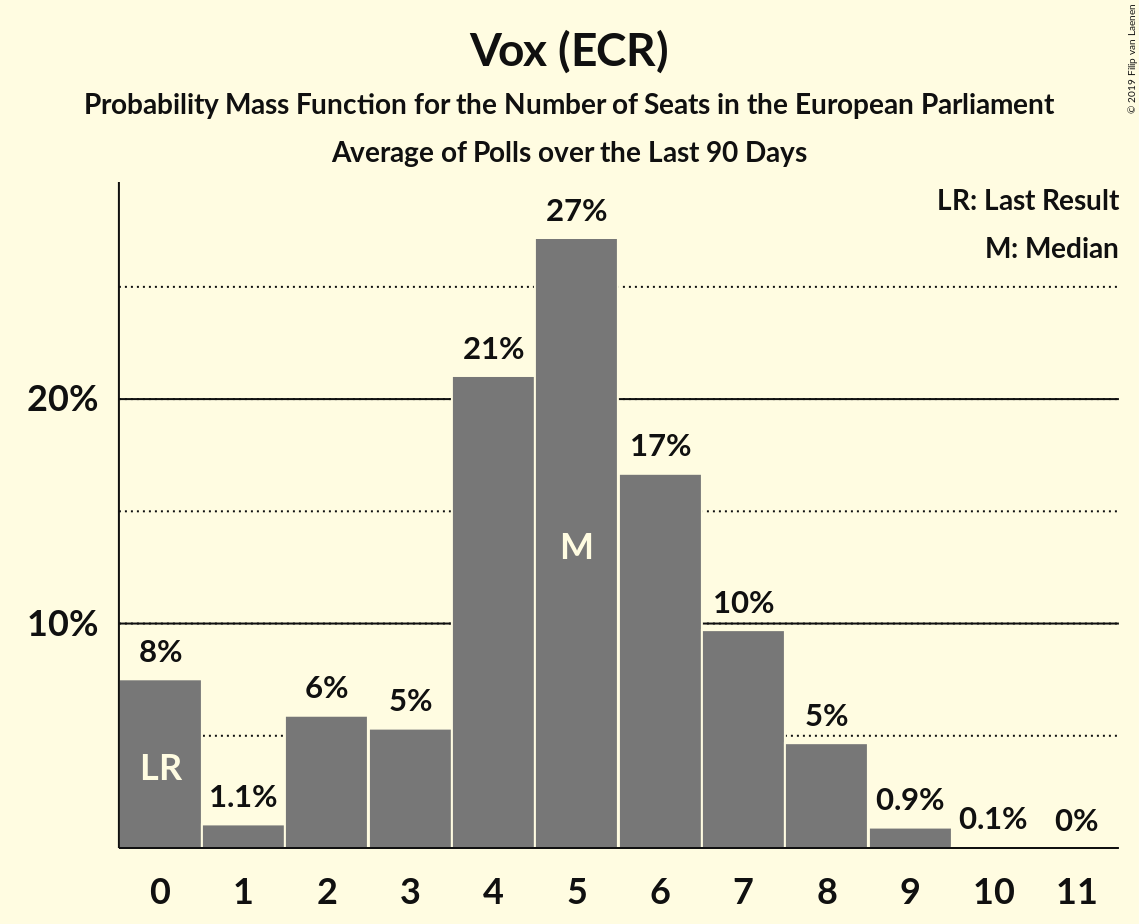 Vox (ECR)
Probability Mass Function for the Number of Seats in the European Parliament
Average of Polls over the Last 90 Days
© 2019 Filip van Laenen
LR: Last Result
M: Median
27%
21%
20%
17%
M
10%
10%
8%
6%
5%
5%
LR
1.1%
0.9%
0.1%
0%
0 1 2 3 4 5 6 7 8 9 10 11